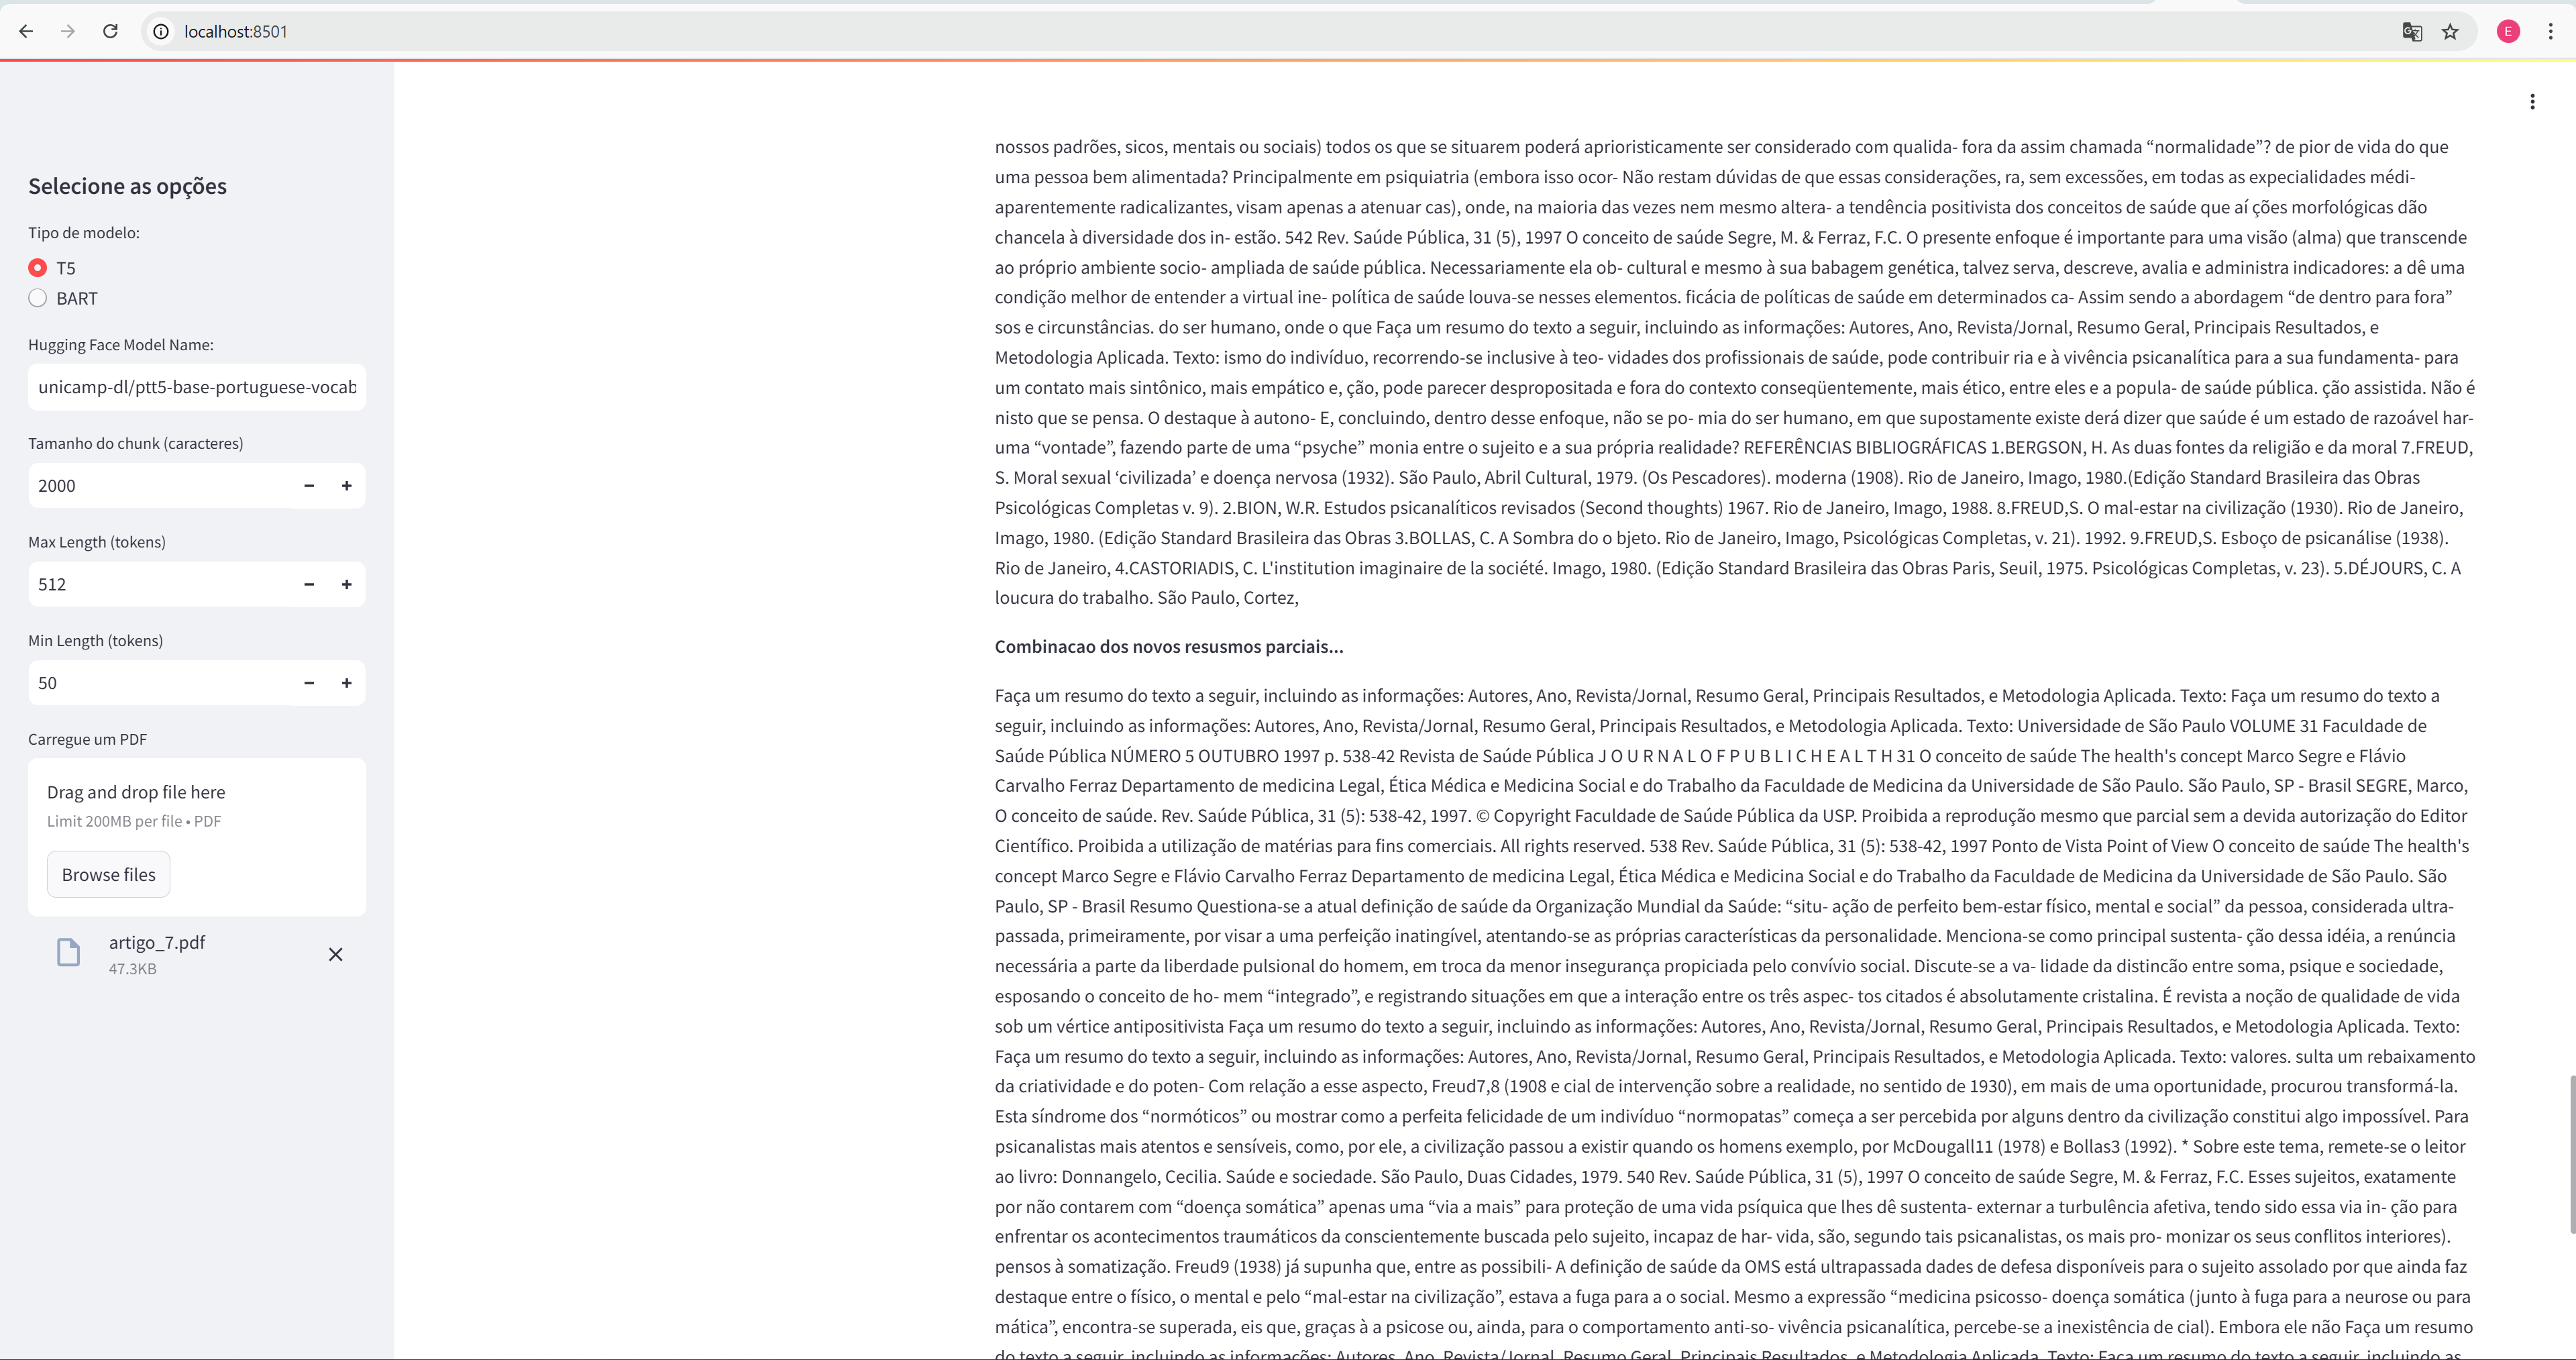 localhost:8501
E
Selecione as opções
Tipo de modelo:
T5
BART
Hugging Face Model Name:
unicamp-dl/ptt5-base-portuguese-vocab
Tamanho do chunk (caracteres)
2000
Max Length (tokens)
512
Min Length (tokens)
50
Carregue um PDF
Drag and drop file here
Limit 200MB per file • PDF
Browse files
artigo_7.pdf
47.3KB
nossos padrões, sicos, mentais ou sociais) todos os que se situarem poderá aprioristicamente ser considerado com qualida- fora da assim chamada “normalidade”? de pior de vida do que
uma pessoa bem alimentada? Principalmente em psiquiatria (embora isso ocor- Não restam dúvidas de que essas considerações, ra, sem excessões, em todas as expecialidades médi-
aparentemente radicalizantes, visam apenas a atenuar cas), onde, na maioria das vezes nem mesmo altera- a tendência positivista dos conceitos de saúde que aí ções morfológicas dão
chancela à diversidade dos in- estão. 542 Rev. Saúde Pública, 31 (5), 1997 O conceito de saúde Segre, M. & Ferraz, F.C. O presente enfoque é importante para uma visão (alma) que transcende
ao próprio ambiente socio- ampliada de saúde pública. Necessariamente ela ob- cultural e mesmo à sua babagem genética, talvez serva, descreve, avalia e administra indicadores: a dê uma
condição melhor de entender a virtual ine- política de saúde louva-se nesses elementos. ficácia de políticas de saúde em determinados ca- Assim sendo a abordagem “de dentro para fora”
sos e circunstâncias. do ser humano, onde o que Faça um resumo do texto a seguir, incluindo as informações: Autores, Ano, Revista/Jornal, Resumo Geral, Principais Resultados, e
Metodologia Aplicada. Texto: ismo do indivíduo, recorrendo-se inclusive à teo- vidades dos profissionais de saúde, pode contribuir ria e à vivência psicanalítica para a sua fundamenta- para
um contato mais sintônico, mais empático e, ção, pode parecer despropositada e fora do contexto conseqüentemente, mais ético, entre eles e a popula- de saúde pública. ção assistida. Não é
nisto que se pensa. O destaque à autono- E, concluindo, dentro desse enfoque, não se po- mia do ser humano, em que supostamente existe derá dizer que saúde é um estado de razoável har-
uma “vontade”, fazendo parte de uma “psyche” monia entre o sujeito e a sua própria realidade? REFERÊNCIAS BIBLIOGRÁFICAS 1.BERGSON, H. As duas fontes da religião e da moral 7.FREUD,
S. Moral sexual ‘civilizada’ e doença nervosa (1932). São Paulo, Abril Cultural, 1979. (Os Pescadores). moderna (1908). Rio de Janeiro, Imago, 1980.(Edição Standard Brasileira das Obras
Psicológicas Completas v. 9). 2.BION, W.R. Estudos psicanalíticos revisados (Second thoughts) 1967. Rio de Janeiro, Imago, 1988. 8.FREUD,S. O mal-estar na civilização (1930). Rio de Janeiro,
Imago, 1980. (Edição Standard Brasileira das Obras 3.BOLLAS, C. A Sombra do o bjeto. Rio de Janeiro, Imago, Psicológicas Completas, v. 21). 1992. 9.FREUD,S. Esboço de psicanálise (1938).
Rio de Janeiro, 4.CASTORIADIS, C. L'institution imaginaire de la société. Imago, 1980. (Edição Standard Brasileira das Obras Paris, Seuil, 1975. Psicológicas Completas, v. 23). 5.DÉJOURS, C. A
loucura do trabalho. São Paulo, Cortez,
Combinacao dos novos resusmos parciais...
Faça um resumo do texto a seguir, incluindo as informações: Autores, Ano, Revista/Jornal, Resumo Geral, Principais Resultados, e Metodologia Aplicada. Texto: Faça um resumo do texto a
seguir, incluindo as informações: Autores, Ano, Revista/Jornal, Resumo Geral, Principais Resultados, e Metodologia Aplicada. Texto: Universidade de São Paulo VOLUME 31 Faculdade de
Saúde Pública NÚMERO 5 OUTUBRO 1997 p. 538-42 Revista de Saúde Pública J O U R N A L O F P U B L I C H E A L T H 31 O conceito de saúde The health's concept Marco Segre e Flávio
Carvalho Ferraz Departamento de medicina Legal, Ética Médica e Medicina Social e do Trabalho da Faculdade de Medicina da Universidade de São Paulo. São Paulo, SP - Brasil SEGRE, Marco,
O conceito de saúde. Rev. Saúde Pública, 31 (5): 538-42, 1997. © Copyright Faculdade de Saúde Pública da USP. Proibida a reprodução mesmo que parcial sem a devida autorização do Editor
Científico. Proibida a utilização de matérias para fins comerciais. All rights reserved. 538 Rev. Saúde Pública, 31 (5): 538-42, 1997 Ponto de Vista Point of View O conceito de saúde The health's
concept Marco Segre e Flávio Carvalho Ferraz Departamento de medicina Legal, Ética Médica e Medicina Social e do Trabalho da Faculdade de Medicina da Universidade de São Paulo. São
Paulo, SP - Brasil Resumo Questiona-se a atual definição de saúde da Organização Mundial da Saúde: “situ- ação de perfeito bem-estar físico, mental e social” da pessoa, considerada ultra-
passada, primeiramente, por visar a uma perfeição inatingível, atentando-se as próprias características da personalidade. Menciona-se como principal sustenta- ção dessa idéia, a renúncia
necessária a parte da liberdade pulsional do homem, em troca da menor insegurança propiciada pelo convívio social. Discute-se a va- lidade da distincão entre soma, psique e sociedade,
esposando o conceito de ho- mem “integrado”, e registrando situações em que a interação entre os três aspec- tos citados é absolutamente cristalina. É revista a noção de qualidade de vida
sob um vértice antipositivista Faça um resumo do texto a seguir, incluindo as informações: Autores, Ano, Revista/Jornal, Resumo Geral, Principais Resultados, e Metodologia Aplicada. Texto:
Faça um resumo do texto a seguir, incluindo as informações: Autores, Ano, Revista/Jornal, Resumo Geral, Principais Resultados, e Metodologia Aplicada. Texto: valores. sulta um rebaixamento
da criatividade e do poten- Com relação a esse aspecto, Freud7,8 (1908 e cial de intervenção sobre a realidade, no sentido de 1930), em mais de uma oportunidade, procurou transformá-la.
Esta síndrome dos “normóticos” ou mostrar como a perfeita felicidade de um indivíduo “normopatas” começa a ser percebida por alguns dentro da civilização constitui algo impossível. Para
psicanalistas mais atentos e sensíveis, como, por ele, a civilização passou a existir quando os homens exemplo, por McDougall11 (1978) e Bollas3 (1992). * Sobre este tema, remete-se o leitor
ao livro: Donnangelo, Cecilia. Saúde e sociedade. São Paulo, Duas Cidades, 1979. 540 Rev. Saúde Pública, 31 (5), 1997 O conceito de saúde Segre, M. & Ferraz, F.C. Esses sujeitos, exatamente
por não contarem com “doença somática” apenas uma “via a mais” para proteção de uma vida psíquica que lhes dê sustenta- externar a turbulência afetiva, tendo sido essa via in- ção para
enfrentar os acontecimentos traumáticos da conscientemente buscada pelo sujeito, incapaz de har- vida, são, segundo tais psicanalistas, os mais pro- monizar os seus conflitos interiores).
pensos à somatização. Freud9 (1938) já supunha que, entre as possibili- A definição de saúde da OMS está ultrapassada dades de defesa disponíveis para o sujeito assolado por que ainda faz
destaque entre o físico, o mental e pelo “mal-estar na civilização”, estava a fuga para a o social. Mesmo a expressão “medicina psicosso- doença somática (junto à fuga para a neurose ou para
mática”, encontra-se superada, eis que, graças à a psicose ou, ainda, para o comportamento anti-so- vivência psicanalítica, percebe-se a inexistência de cial). Embora ele não Faça um resumo
do texto a seguir, incluindo as informações: Autores, Ano, Revista/Jornal, Resumo Geral, Principais Resultados, e Metodologia Aplicada. Texto: Faça um resumo do texto a seguir, incluindo as